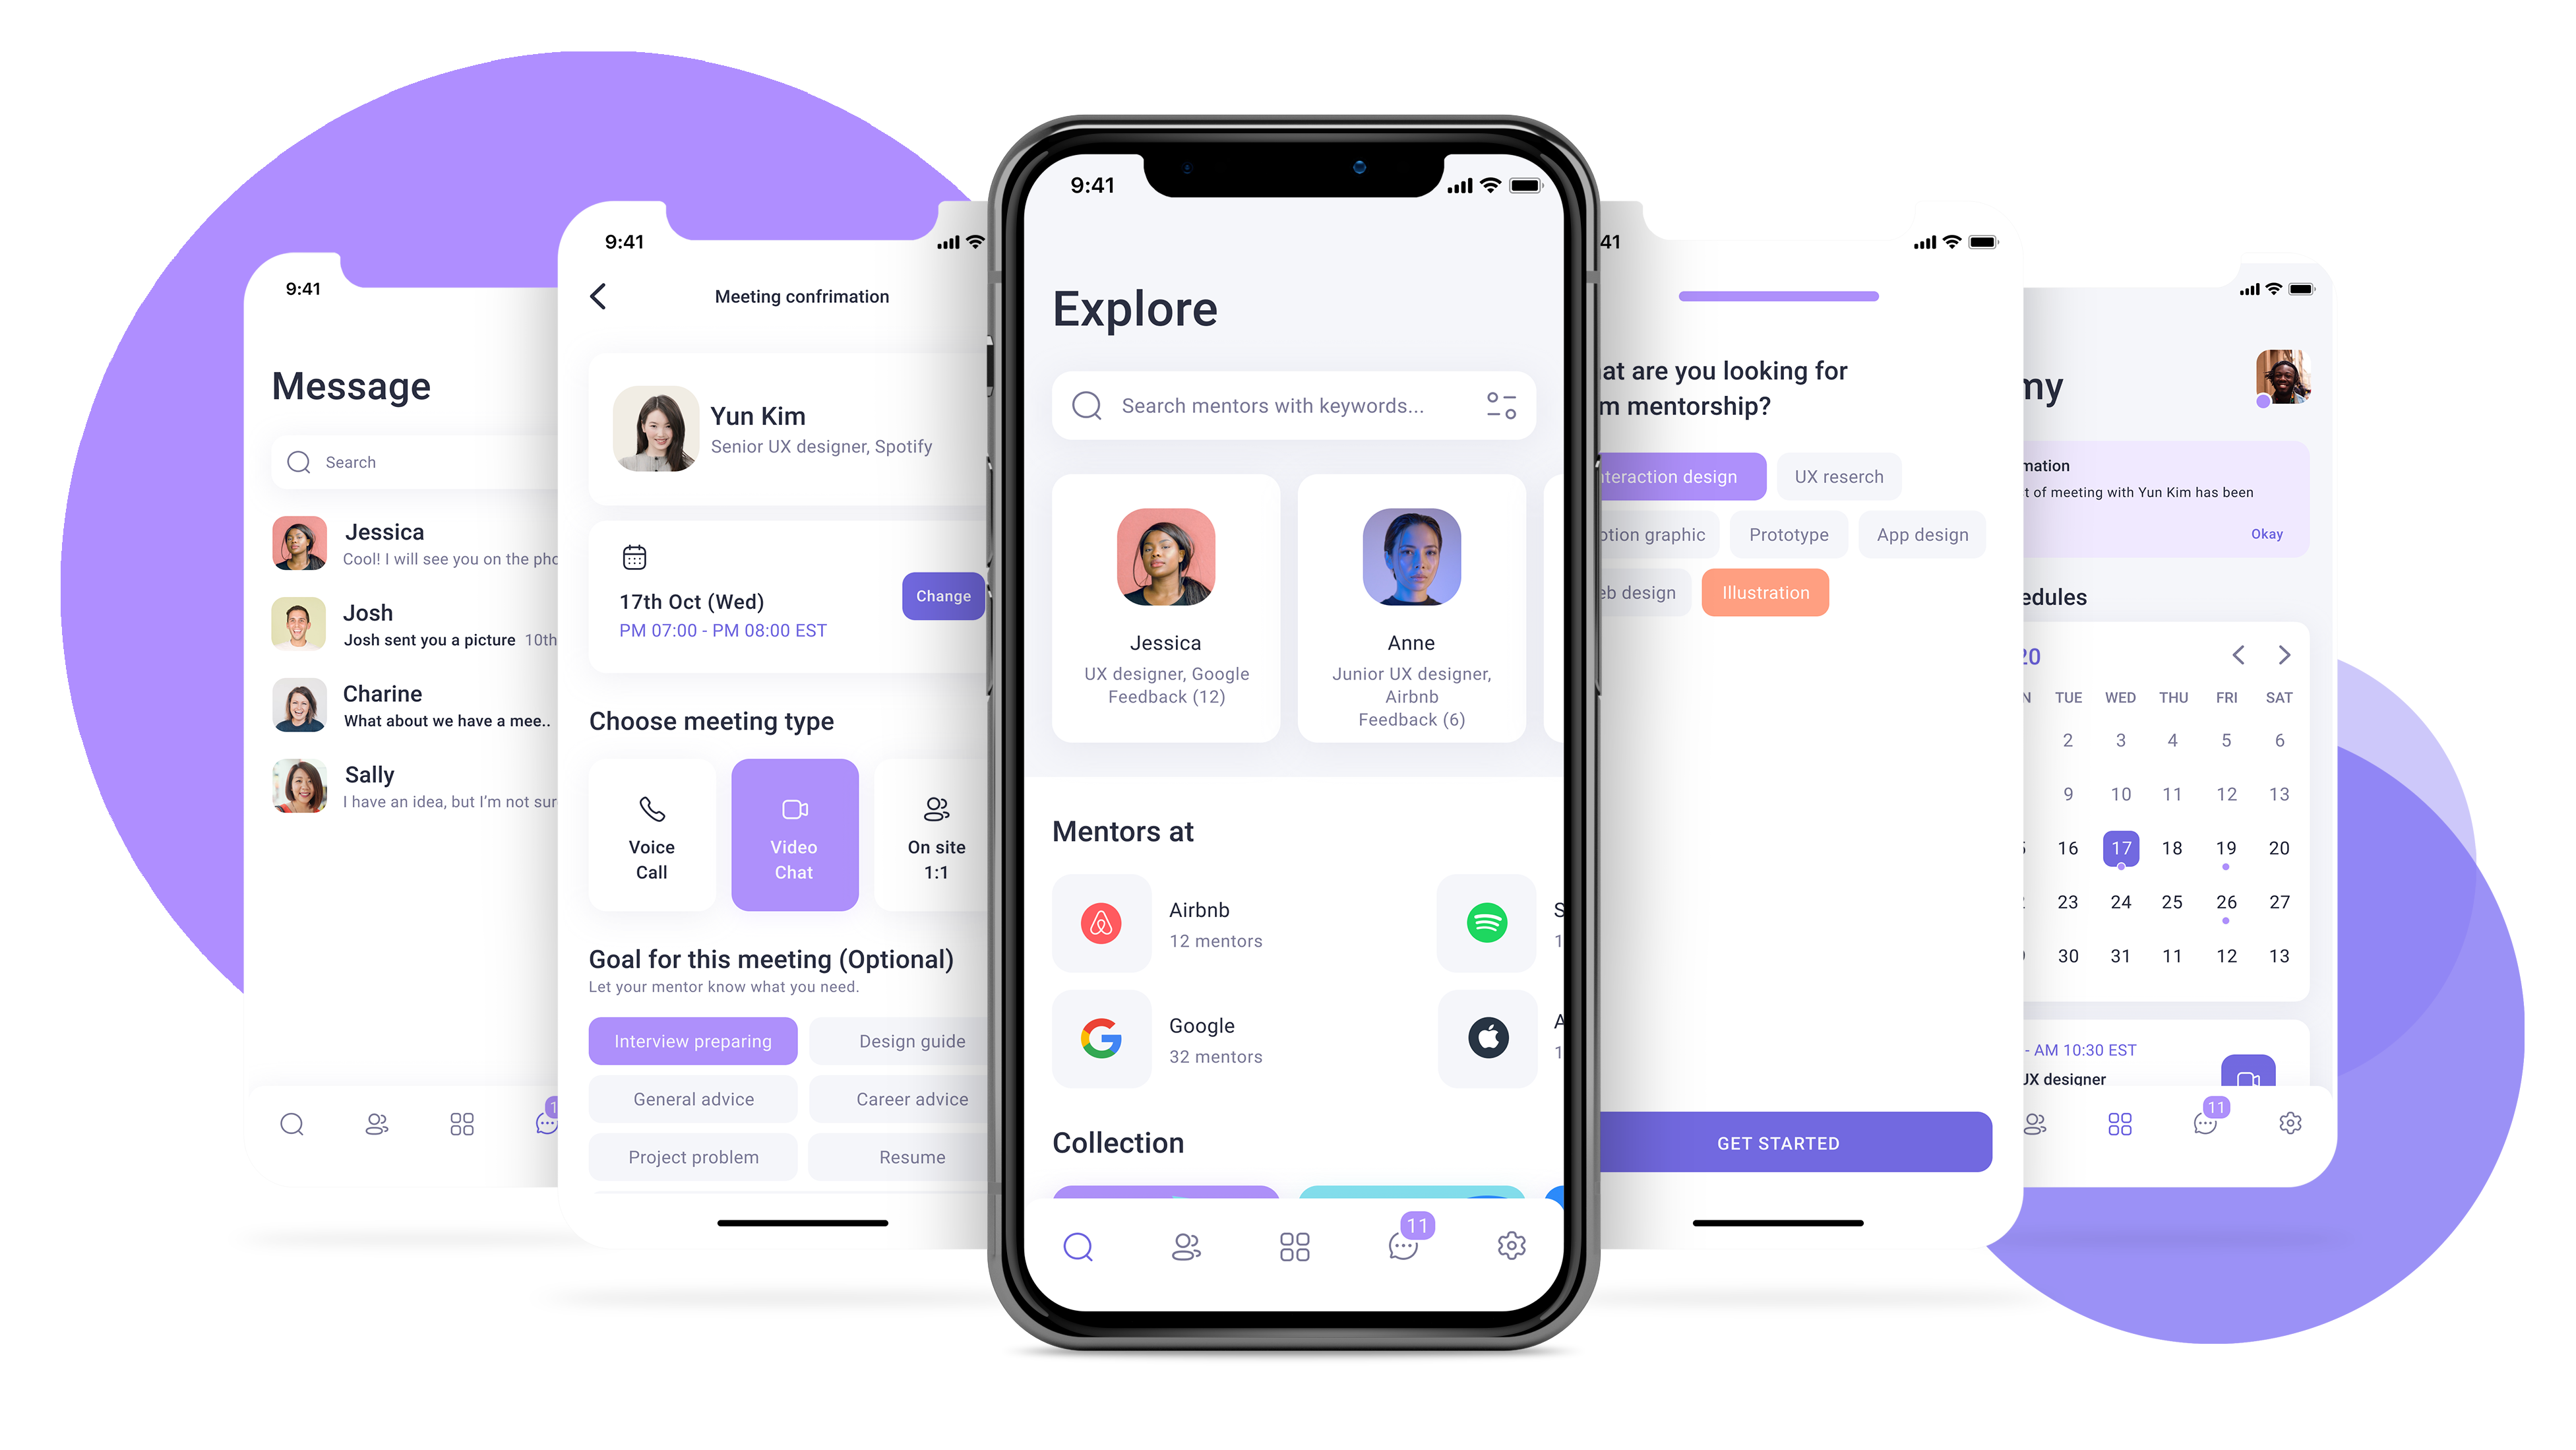 9:41
Message
Search
Jessica
Cool! I will see you on the
Josh
Josh sent you a picture 10th
Charine
What about we have a mee..
Sally
I have an idea, but I'm not
9:41
Meeting confrimation
Yun Kim
Senior UX designer, Spotify
17th Oct (Wed)
PM 07:00 - PM 08:00 EST
Change
Choose meeting type
Voice
Call
Video
Chat
On site
1:1
Goal for this meeting (Optional)
Let your mentor know what you need.
Interview preparing
Design guide
General advice
Career advice
Project problem
Resume
9:41
Explore
Search mentors with keywords...
Jessica
UX designer, Google
Feedback (12)
Anne
Junior UX designer,
Airbnb
Feedback (6)
Mentors at
Airbnb
12 mentors
Google
32 mentors
Collection
11
41
at are you looking for
m mentorship?
nteraction design
UX reserch
otion graphic
Prototype
App design
eb design
Illustration
GET STARTED
my
mation
t of meeting with Yun Kim has been
Okay
edules
20
N TUE WED THU FRI SAT
2 3 4 5 6
9 10 11 12 13
16 17 18 19 20
23 24 25 26 27
30 31 11 12 13
- AM 10:30 EST
UX designer
11